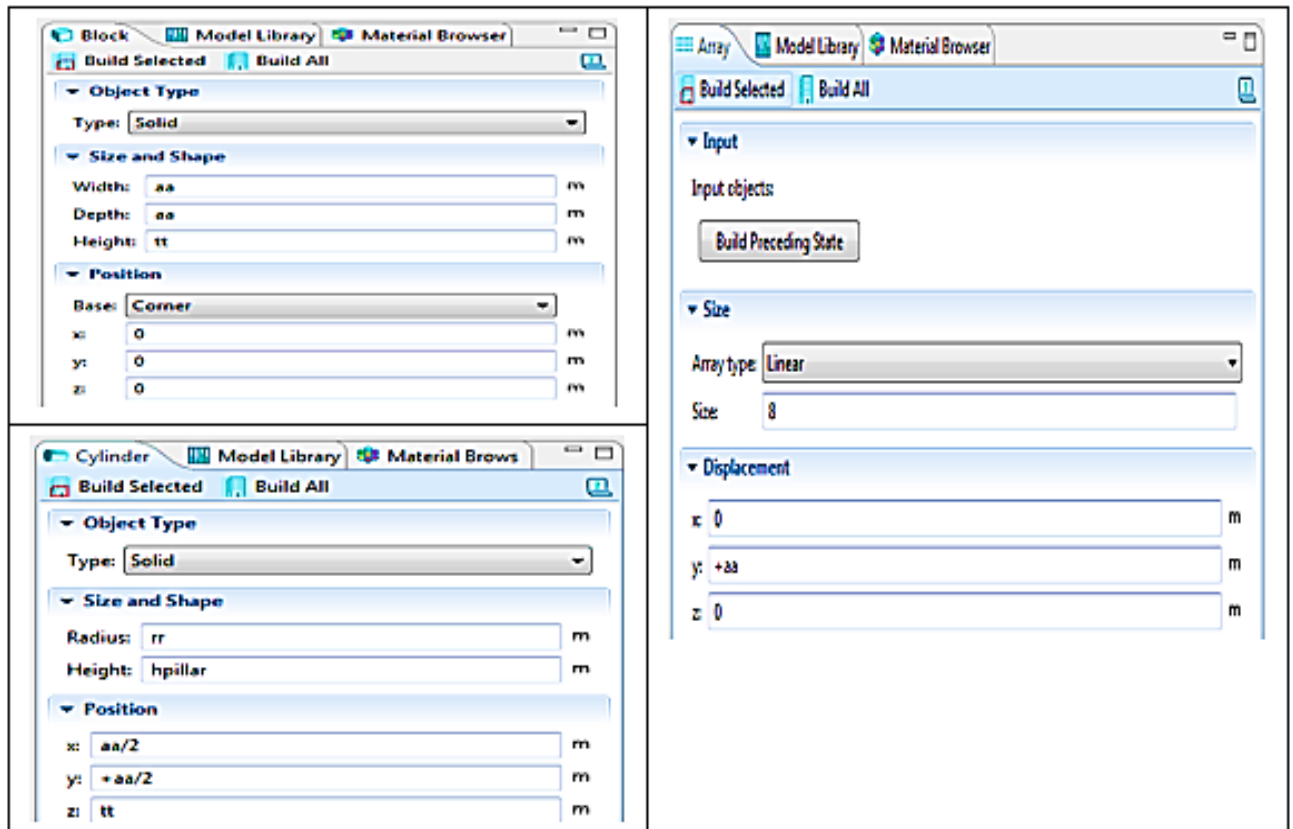 Block Model Library Material Browser
Build Selected Build All
Object Type
Type: Solid
Size and Shape
Width: aa m
Depth: aa m
Height: tt m
Position
Base: Corner
x: 0 m
y: 0 m
z: 0 m
Cylinder Model Library Material Brows
Build Selected Build All
Object Type
Type: Solid
Size and Shape
Radius: rr m
Height: hpillar m
Position
x: aa/2 m
y: +aa/2 m
z: tt m
Array Model Library Material Browser
Build Selected Build All
Input
Input objects:
Build Preceding State
Size
Array type: Linear
Size: 8
Displacement
x: 0 m
y: +aa m
z: 0 m